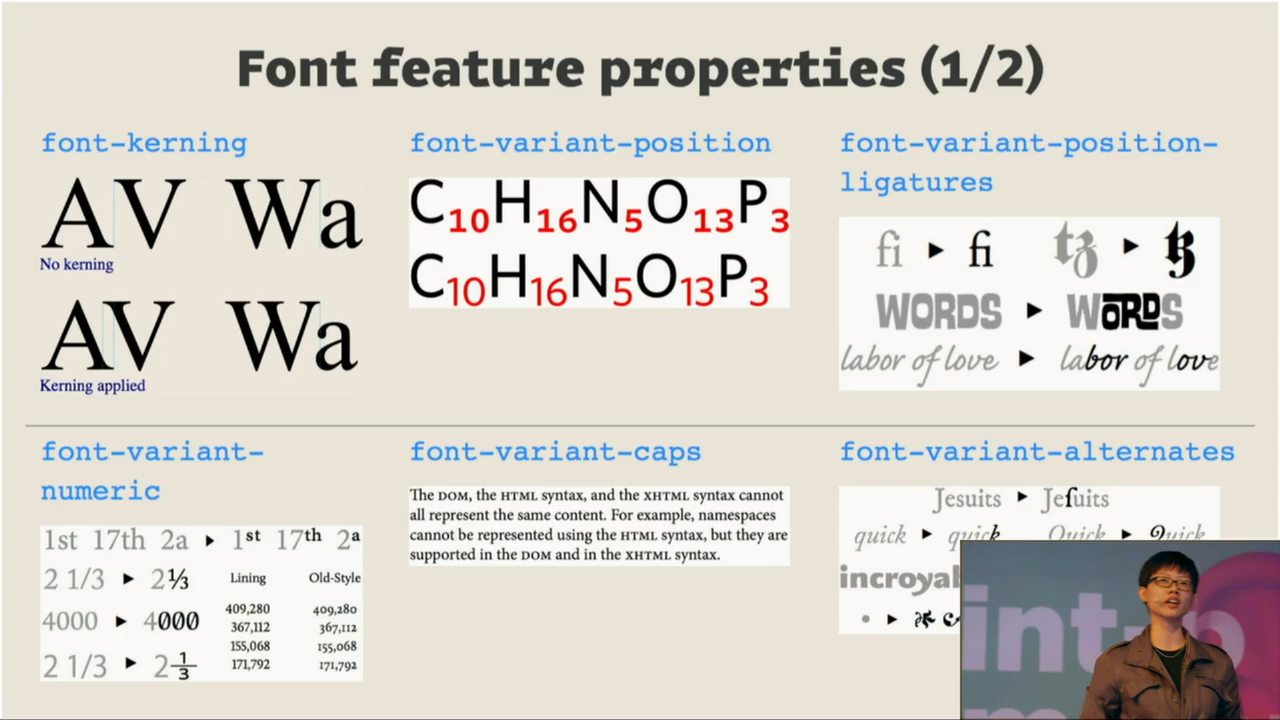 Font feature properties (1/2)
font-kerning
AV Wa
No kerning
AV Wa
Kerning applied
font-variant-position
C₁₀H₁₆N₅O₁₃P₃
C₁₀H₁₆N₅O₁₃P₃
font-variant-position-
ligatures
fi ▸ fi tz ▸ tz
WORDS ▸ WORDS
labor of love ▸ labor of love
font-variant-
numeric
1st 17th 2a ▸ 1st 17th 2a
2 1/3 ▸ 2⅓
4000 ▸ 4000
2 1/3 ▸ 2⅓
Lining Old-Style
409,280 409,280
367,112 367,112
155,068 155,068
171,792 171,792
font-variant-caps
The DOM, the HTML syntax, and the XHTML syntax cannot
all represent the same content. For example, namespaces
cannot be represented using the HTML syntax, but they are
supported in the DOM and in the XHTML syntax.
font-variant-alternates
Jesuits ▸ Jeſuits
quick ▸ quick Quick ▸ Quick
incroyab
int-p